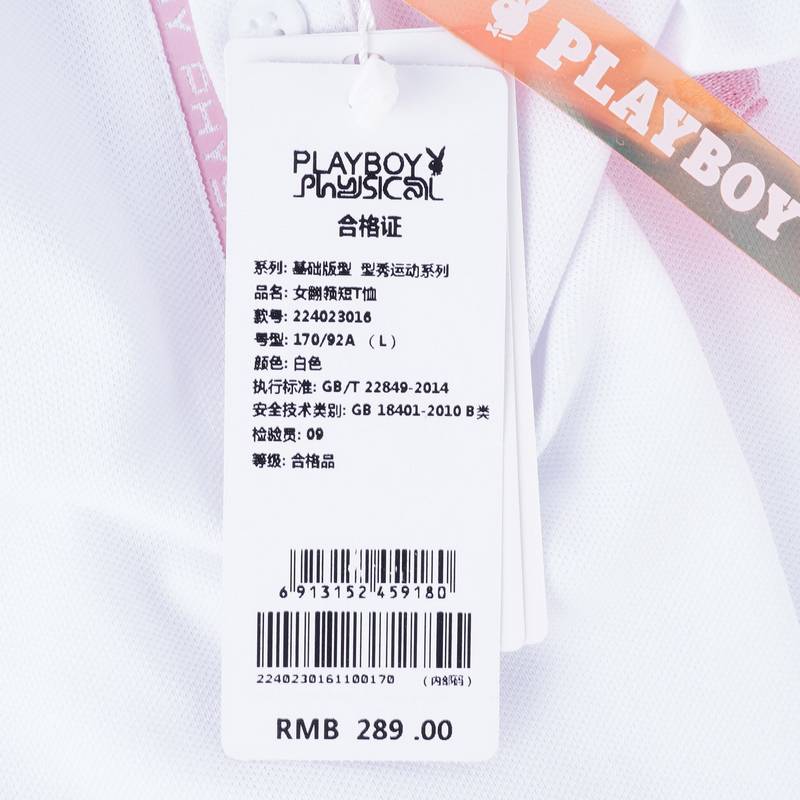 PLAYBOY
PLAYBOY
Physical
合格证
系列: 基础版型 型秀运动系列
品名: 女翻领短T恤
款号: 224023016
号型: 170/92A （L）
颜色: 白色
执行标准: GB/T 22849-2014
安全技术类别: GB 18401-2010 B类
检验员: 09
等级: 合格品
6 913152 459180
2240230161100170 （内部码）
RMB 289 .00